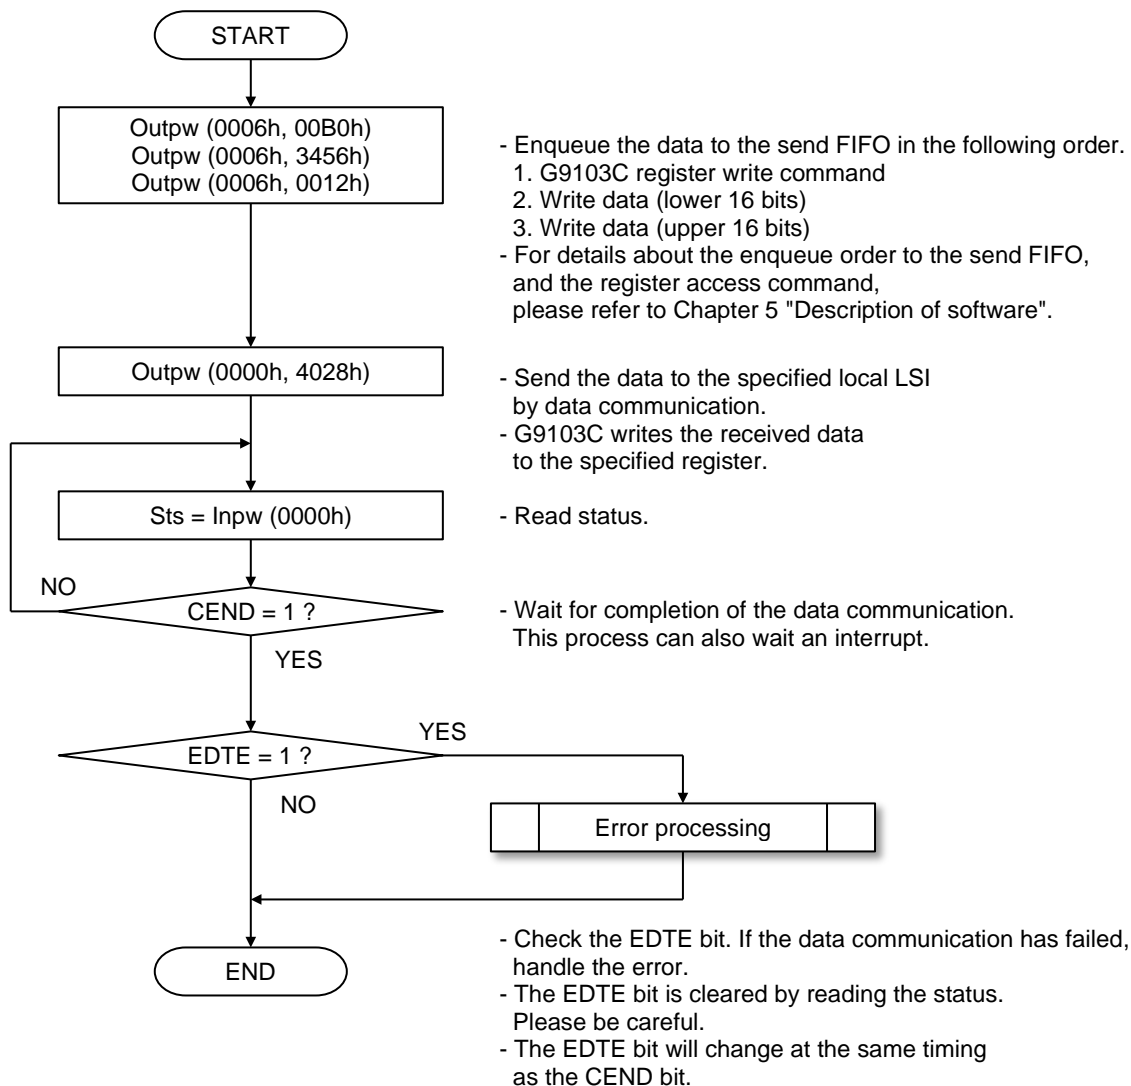 START
Outpw (0006h, 00B0h)
Outpw (0006h, 3456h)
Outpw (0006h, 0012h)
- Enqueue the data to the send FIFO in the following order.
1. G9103C register write command
2. Write data (lower 16 bits)
3. Write data (upper 16 bits)
- For details about the enqueue order to the send FIFO,
and the register access command,
please refer to Chapter 5 "Description of software".
Outpw (0000h, 4028h)
- Send the data to the specified local LSI
by data communication.
- G9103C writes the received data
to the specified register.
Sts = Inpw (0000h)
- Read status.
NO
CEND = 1 ?
- Wait for completion of the data communication.
This process can also wait an interrupt.
YES
EDTE = 1 ?
YES
NO
Error processing
END
- Check the EDTE bit. If the data communication has failed,
handle the error.
- The EDTE bit is cleared by reading the status.
Please be careful.
- The EDTE bit will change at the same timing
as the CEND bit.